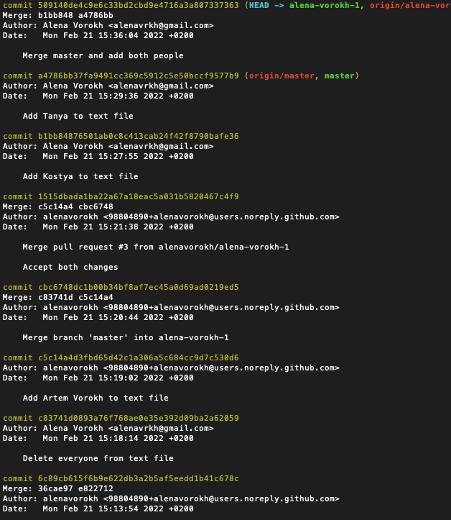 commit 509140de4c9e6c33bd2cbd9e4716a3a807337363 (HEAD -> alena-vorokh-1, origin/alena-vo
Merge: b1bb848 a4786bb
Author: Alena Vorokh <alenavrkh@gmail.com>
Date:   Mon Feb 21 15:36:04 2022 +0200
Merge master and add both people
commit a4786bb37fa9491cc369c5912c5e50bccf9577b9 (origin/master, master)
Author: Alena Vorokh <alenavrkh@gmail.com>
Date:   Mon Feb 21 15:29:36 2022 +0200
Add Tanya to text file
commit b1bb84876501ab0c8c413cab24f42f8790bafe36
Author: Alena Vorokh <alenavrkh@gmail.com>
Date:   Mon Feb 21 15:27:55 2022 +0200
Add Kostya to text file
commit 1515dbada1ba22a67a18eac5a031b5820467c4f9
Merge: c5c14a4 cbc6748
Author: alenavorokh <98804890+alenavorokh@users.noreply.github.com>
Date:   Mon Feb 21 15:21:38 2022 +0200
Merge pull request #3 from alenavorokh/alena-vorokh-1
Accept both changes
commit cbc6748dc1b00b34bf8af7ec45a0d69ad0219ed5
Merge: c83741d c5c14a4
Author: alenavorokh <98804890+alenavorokh@users.noreply.github.com>
Date:   Mon Feb 21 15:20:44 2022 +0200
Merge branch 'master' into alena-vorokh-1
commit c5c14a4d3fbd65d42c1a306a5c684cc9d7c530d6
Author: alenavorokh <98804890+alenavorokh@users.noreply.github.com>
Date:   Mon Feb 21 15:19:02 2022 +0200
Add Artem Vorokh to text file
commit c83741d0893a76f768ae0e35e392d09ba2a62059
Author: Alena Vorokh <alenavrkh@gmail.com>
Date:   Mon Feb 21 15:18:14 2022 +0200
Delete everyone from text file
commit 6c89cb615f6b9e622db3a2b5af5eedd1b41c678c
Merge: 36cae97 e822712
Author: alenavorokh <98804890+alenavorokh@users.noreply.github.com>
Date:   Mon Feb 21 15:13:54 2022 +0200